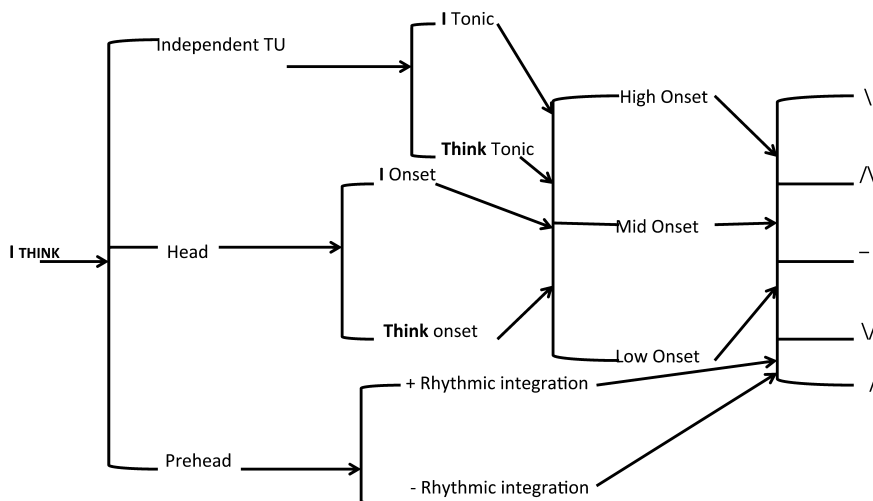 I Tonic
Independent TU
High Onset
\
Think Tonic
I Onset
/\
Mid Onset
I THINK
Head
–
Think onset
\/
Low Onset
+ Rhythmic integration
/
Prehead
- Rhythmic integration